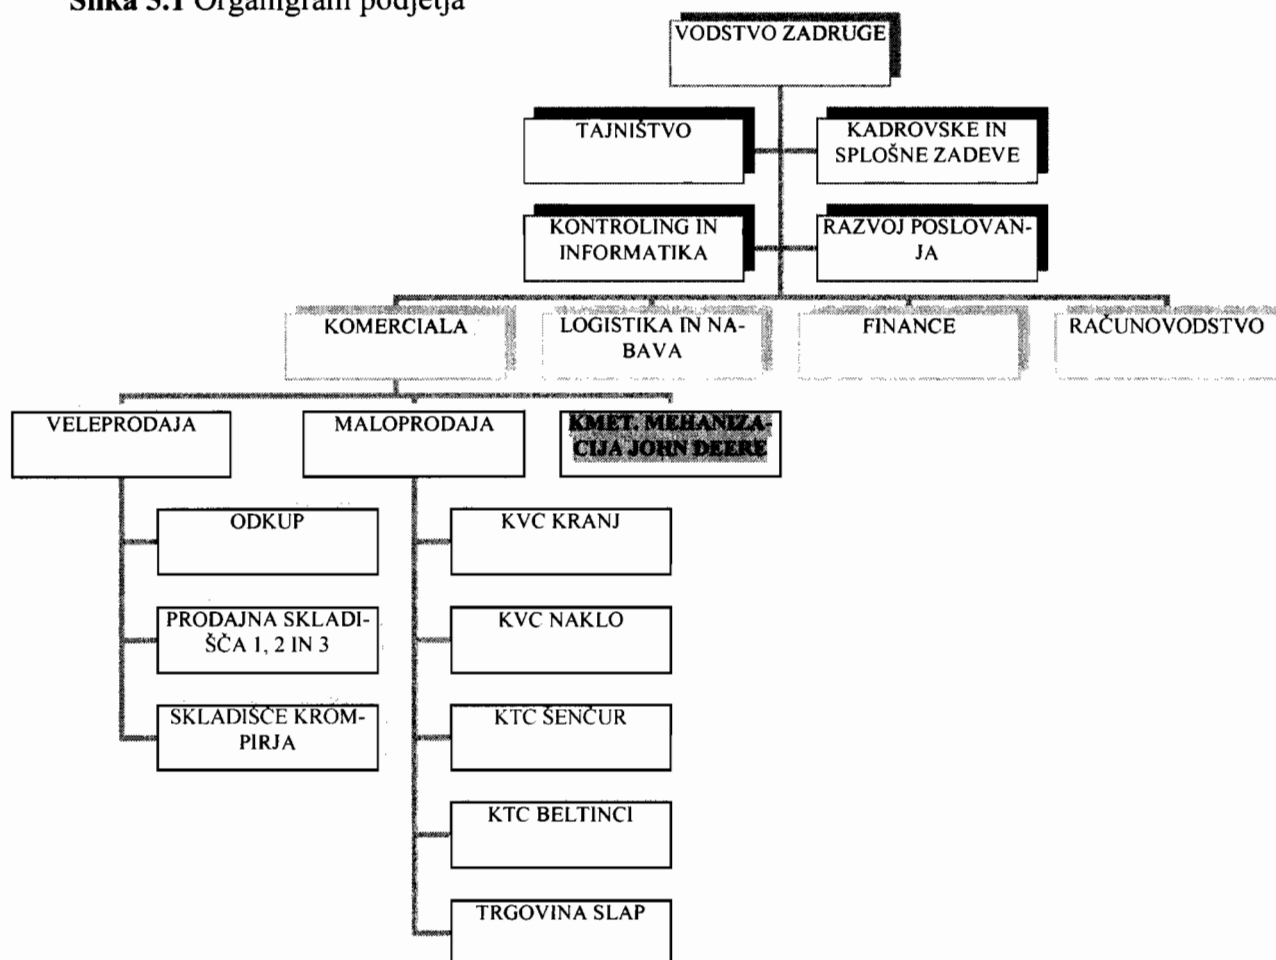 Slika 3.1 Organigram podjetja
VODSTVO ZADRUGE
TAJNIŠTVO
KADROVSKE IN
SPLOŠNE ZADEVE
KONTROLING IN
INFORMATIKA
RAZVOJ POSLOVAN-
JA
KOMERCIALA
LOGISTIKA IN NA-
BAVA
FINANCE
RAČUNOVODSTVO
VELEPRODAJA
MALOPRODAJA
KMET. MEHANIZA-
CIJA JOHN DEERE
ODKUP
PRODAJNA SKLADI-
ŠČA 1, 2 IN 3
SKLADIŠČE KROM-
PIRJA
KVC KRANJ
KVC NAKLO
KTC ŠENČUR
KTC BELTINCI
TRGOVINA SLAP